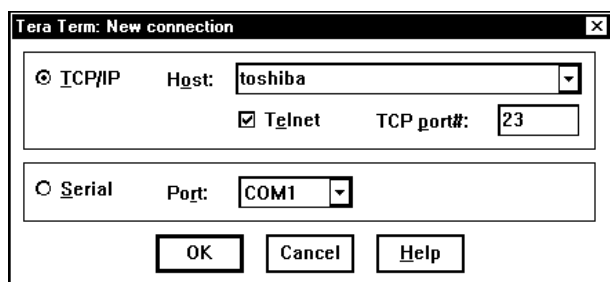 Tera Term: New connection
TCP/IP Host: toshiba
Telnet TCP port#: 23
Serial Port: COM1
OK Cancel Help